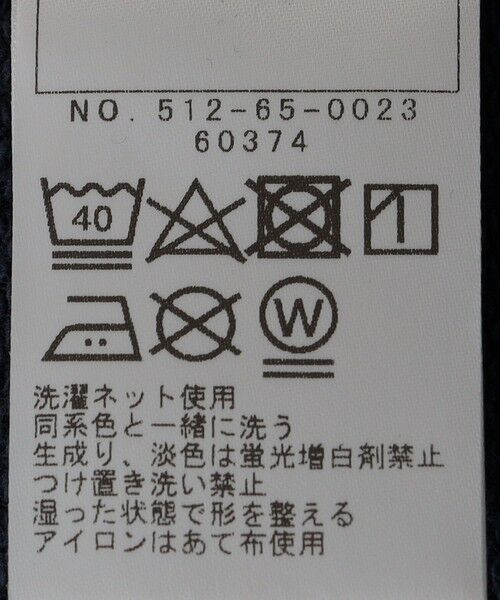 NO. 512-65-0023
60374
40
W
洗濯ネット使用
同系色と一緒に洗う
生成り、淡色は蛍光増白剤禁止
つけ置き洗い禁止
湿った状態で形を整える
アイロンはあて布使用